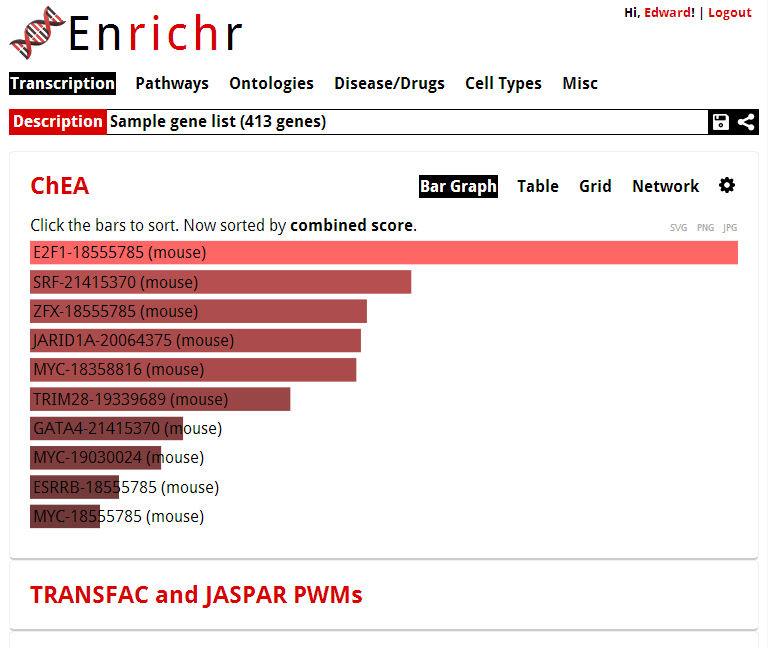 Enrichr
Hi, Edward! | Logout
Transcription Pathways Ontologies Disease/Drugs Cell Types Misc
Description Sample gene list (413 genes)
ChEA
Bar Graph Table Grid Network
Click the bars to sort. Now sorted by combined score.
SVG PNG JPG
E2F1-18555785 (mouse)
SRF-21415370 (mouse)
ZFX-18555785 (mouse)
JARID1A-20064375 (mouse)
MYC-18358816 (mouse)
TRIM28-19339689 (mouse)
GATA4-21415370 (mouse)
MYC-19030024 (mouse)
ESRRB-18555785 (mouse)
MYC-18555785 (mouse)
TRANSFAC and JASPAR PWMs